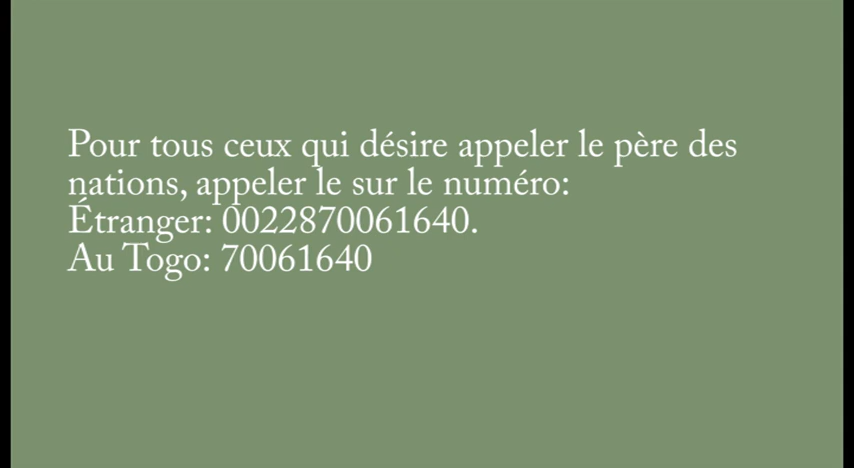 Pour tous ceux qui désire appeler le père des
nations, appeler le sur le numéro:
Étranger: 0022870061640.
Au Togo: 70061640